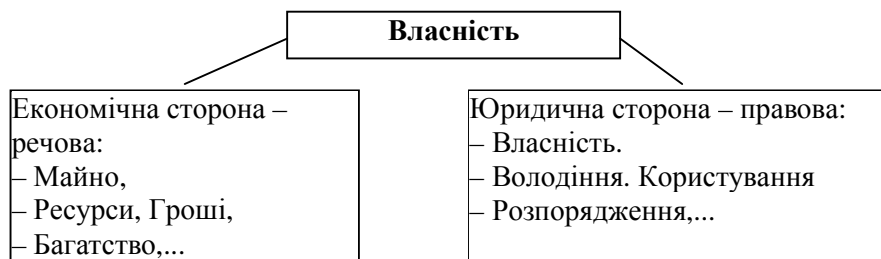 Власність
Економічна сторона –
речова:
– Майно,
– Ресурси, Гроші,
– Багатство,...
Юридична сторона – правова:
– Власність.
– Володіння. Користування
– Розпорядження,...